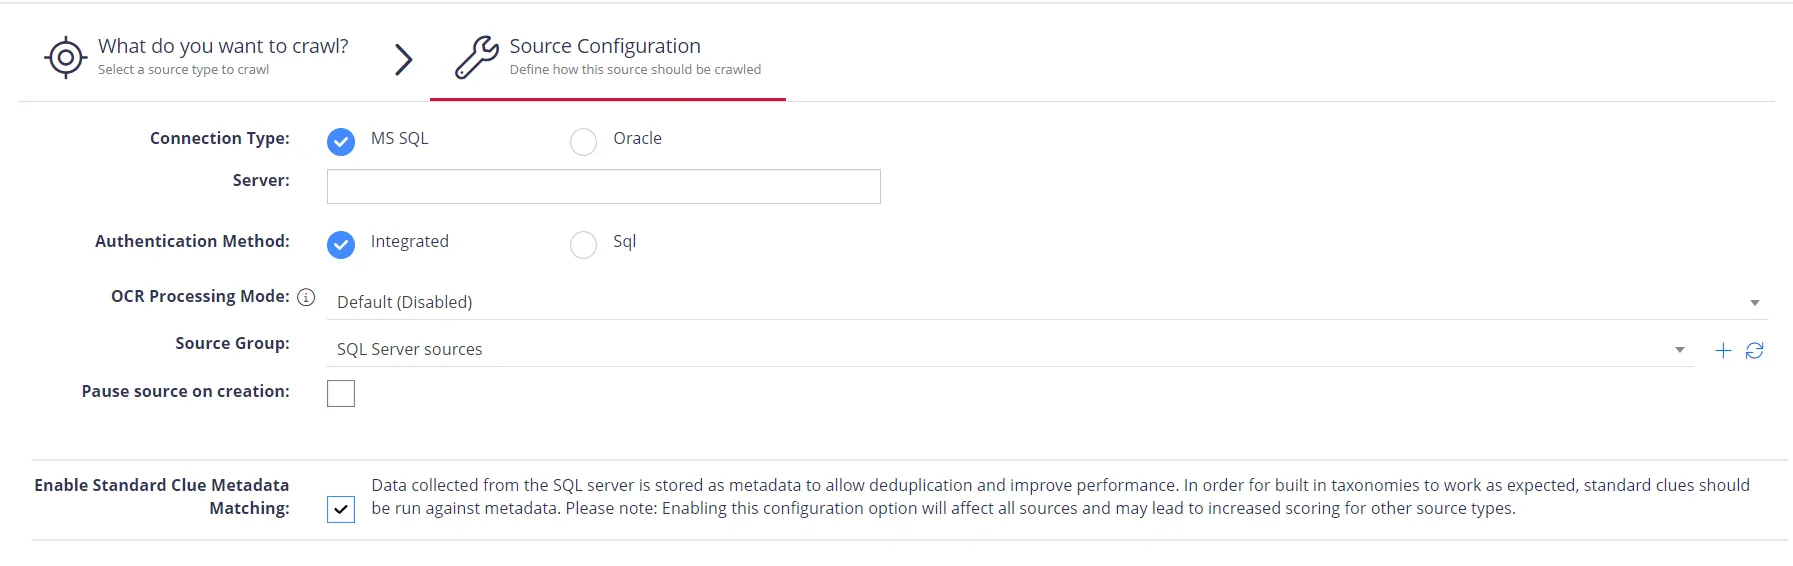 What do you want to crawl?
Select a source type to crawl
Source Configuration
Define how this source should be crawled
Connection Type: MS SQL Oracle
Server:
Authentication Method: Integrated Sql
OCR Processing Mode: Default (Disabled)
Source Group: SQL Server sources
Pause source on creation:
Enable Standard Clue Metadata
Matching:
Data collected from the SQL server is stored as metadata to allow deduplication and improve performance. In order for built in taxonomies to work as expected, standard clues should
be run against metadata. Please note: Enabling this configuration option will affect all sources and may lead to increased scoring for other source types.